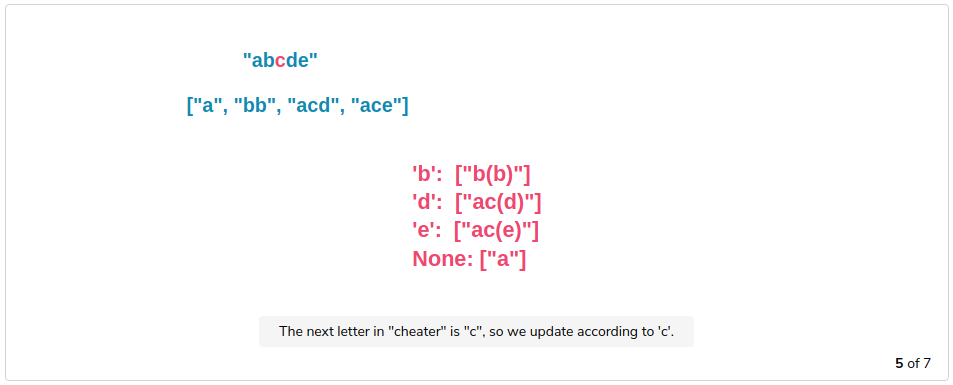 "abcde"
["a", "bb", "acd", "ace"]
'b': ["b(b)"]
'd': ["ac(d)"]
'e': ["ac(e)"]
None: ["a"]
The next letter in "cheater" is "c", so we update according to 'c'.
5 of 7